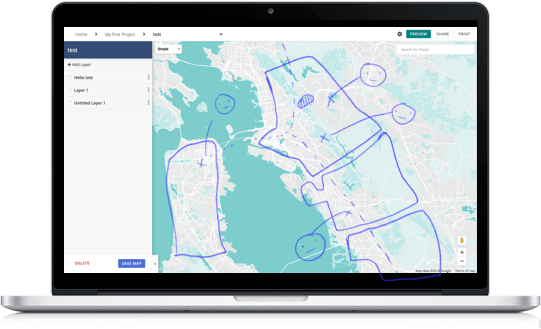 Home > My First Project > test
PREVIEW SHARE PRINT
test
Simple
Search for Places
+ Add Layer
Hello test
Layer 1
Untitled Layer 1
DELETE SAVE MAP
Map data ©2018 Google Terms of Use